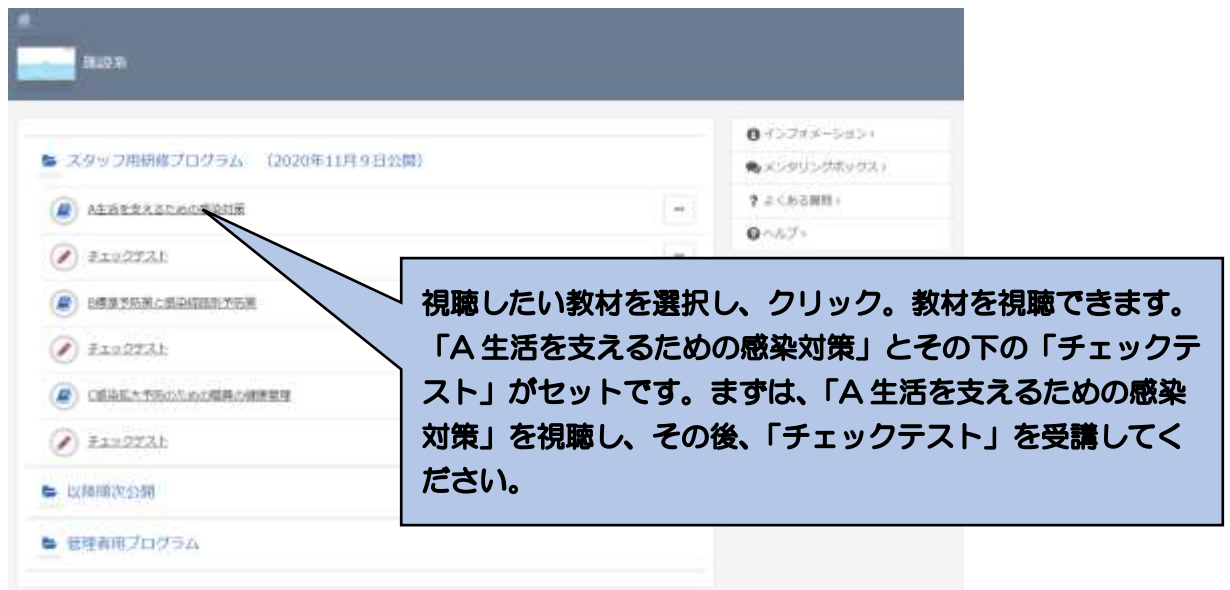 施設系
スタッフ用研修プログラム （2020年11月9日公開）
A生活を支えるための感染対策
チェックテスト
B標準予防策と感染経路別予防策
チェックテスト
C感染拡大予防のための職員の健康管理
チェックテスト
以降順次公開
管理者用プログラム
インフォメーション
メンタリングボックス
よくある質問
ヘルプ
視聴したい教材を選択し、クリック。教材を視聴できます。
「A 生活を支えるための感染対策」とその下の「チェックテ
スト」がセットです。まずは、「A 生活を支えるための感染
対策」を視聴し、その後、「チェックテスト」を受講してく
ださい。